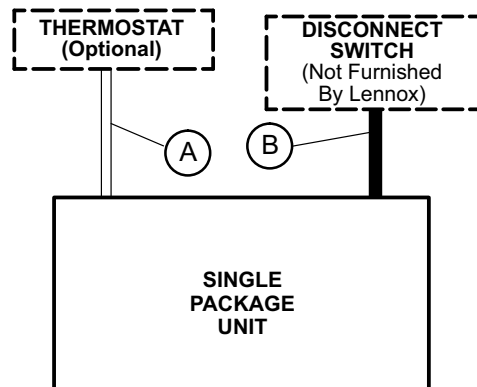 THERMOSTAT
(Optional)
DISCONNECT
SWITCH
(Not Furnished
By Lennox)
A
B
SINGLE
PACKAGE
UNIT